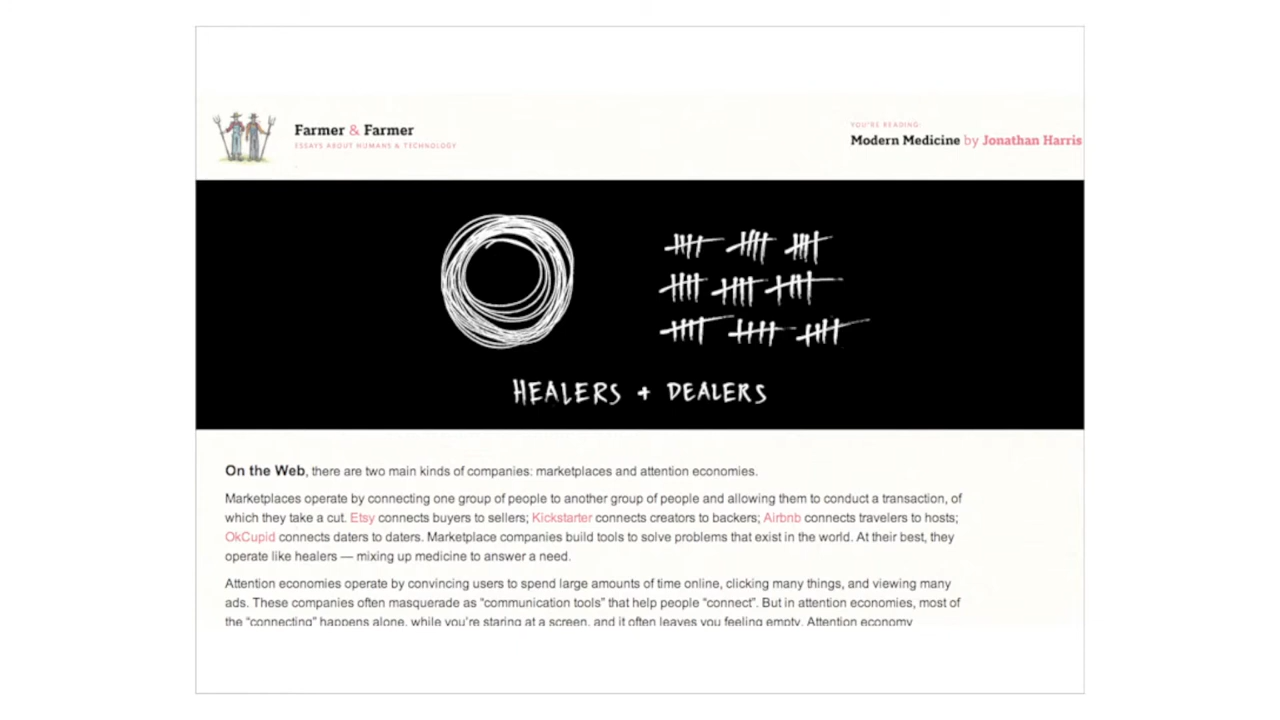 Farmer & Farmer
ESSAYS ABOUT HUMANS & TECHNOLOGY
YOU'RE READING:
Modern Medicine by Jonathan Harris
HEALERS + DEALERS
On the Web, there are two main kinds of companies: marketplaces and attention economies.
Marketplaces operate by connecting one group of people to another group of people and allowing them to conduct a transaction, of
which they take a cut. Etsy connects buyers to sellers; Kickstarter connects creators to backers; Airbnb connects travelers to hosts;
OkCupid connects daters to daters. Marketplace companies build tools to solve problems that exist in the world. At their best, they
operate like healers — mixing up medicine to answer a need.
Attention economies operate by convincing users to spend large amounts of time online, clicking many things, and viewing many
ads. These companies often masquerade as “communication tools” that help people “connect”. But in attention economies, most of
the “connecting” happens alone, while you’re staring at a screen, and it often leaves you feeling empty. Attention economy